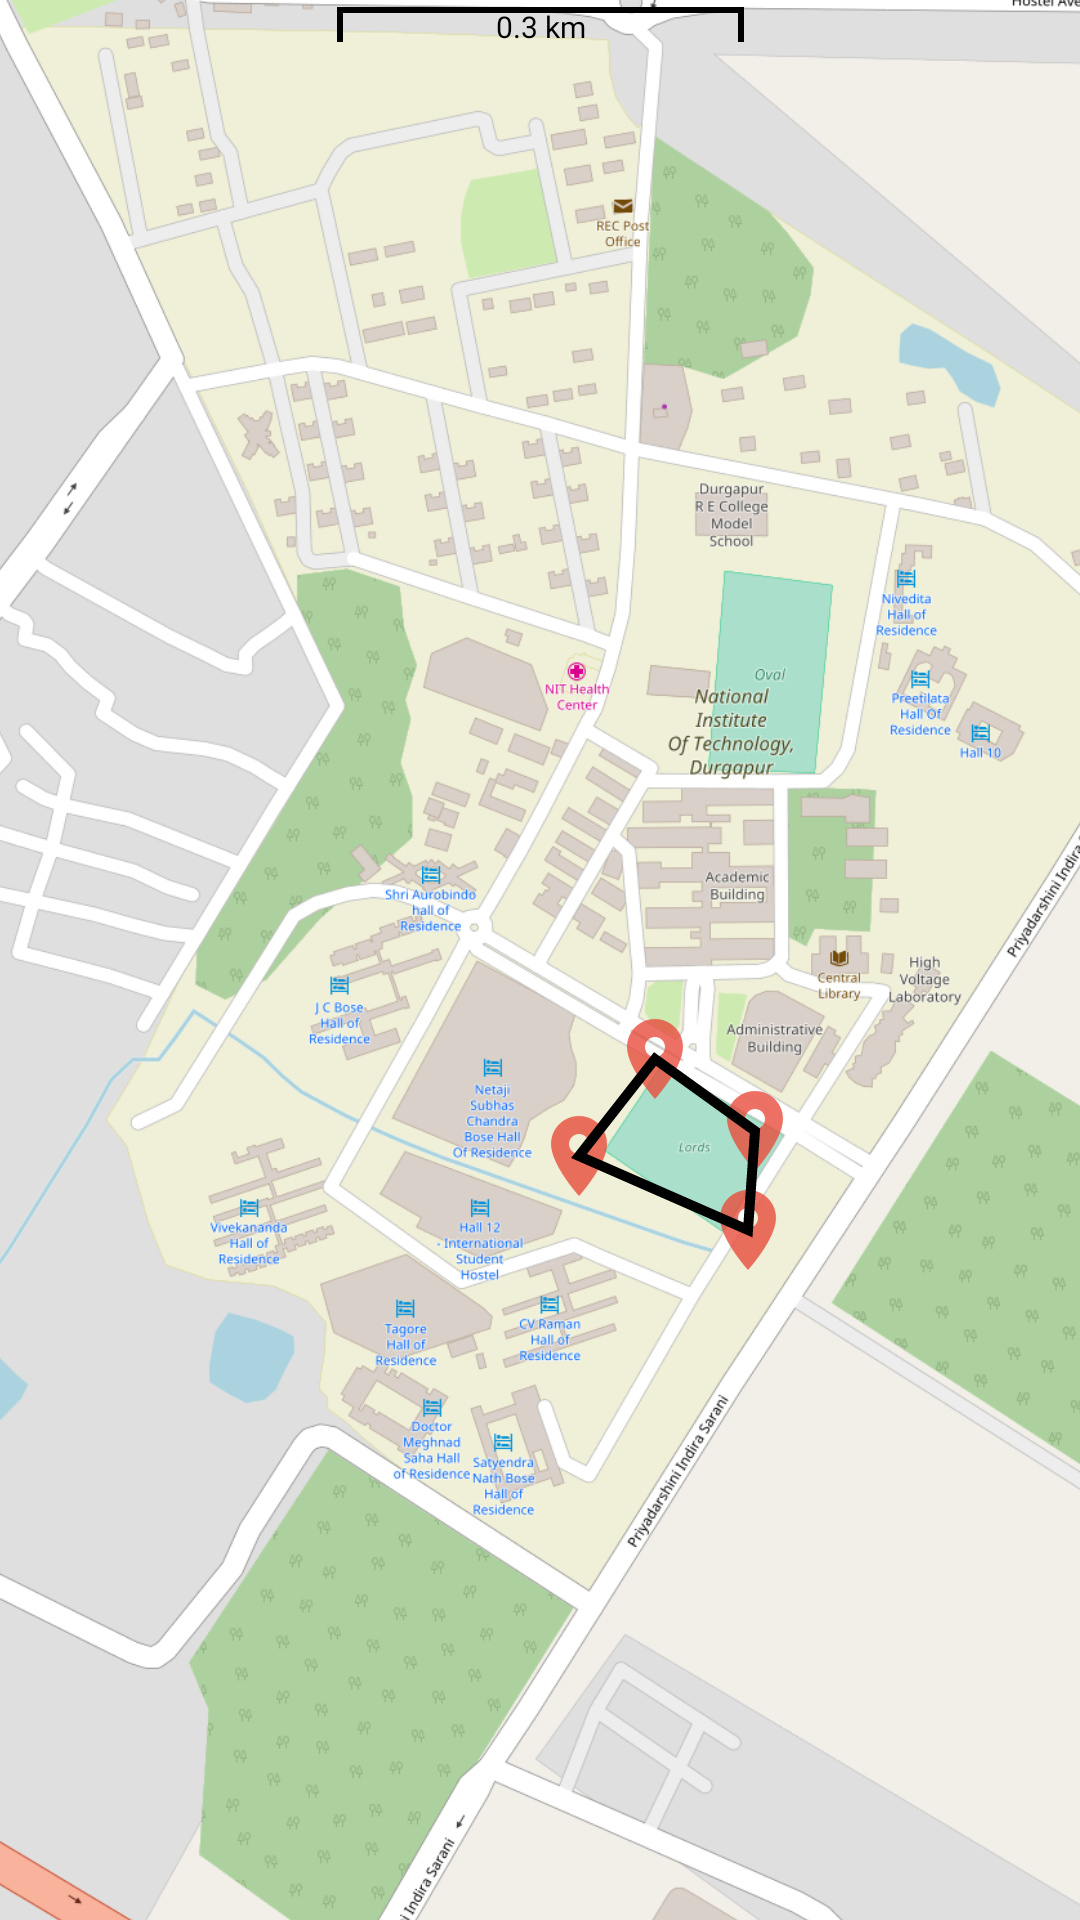 Hostel Ave
0.3 km
REC Post
Office
Durgapur
R E College
Model
School
Nivedita
Hall of
Residence
Oval
NIT Health
Center
National
Institute
Of Technology,
Durgapur
Preetilata
Hall Of
Residence
Hall 10
Priyadarshini Indira
Academic
Building
Shri Aurobindo
hall of
Residence
Central
Library
High
Voltage
Laboratory
J C Bose
Hall of
Residence
Administrative
Building
Netaji
Subhas
Chandra
Bose Hall
Of Residence
Lords
Vivekananda
Hall of
Residence
Hall 12
- International
Student
Hostel
Tagore
Hall of
Residence
CV Raman
Hall of
Residence
Doctor
Meghnad
Saha Hall
of Residence
Satyendra
Nath Bose
Hall of
Residence
Priyadarshini Indira Sarani
i Indira Sarani